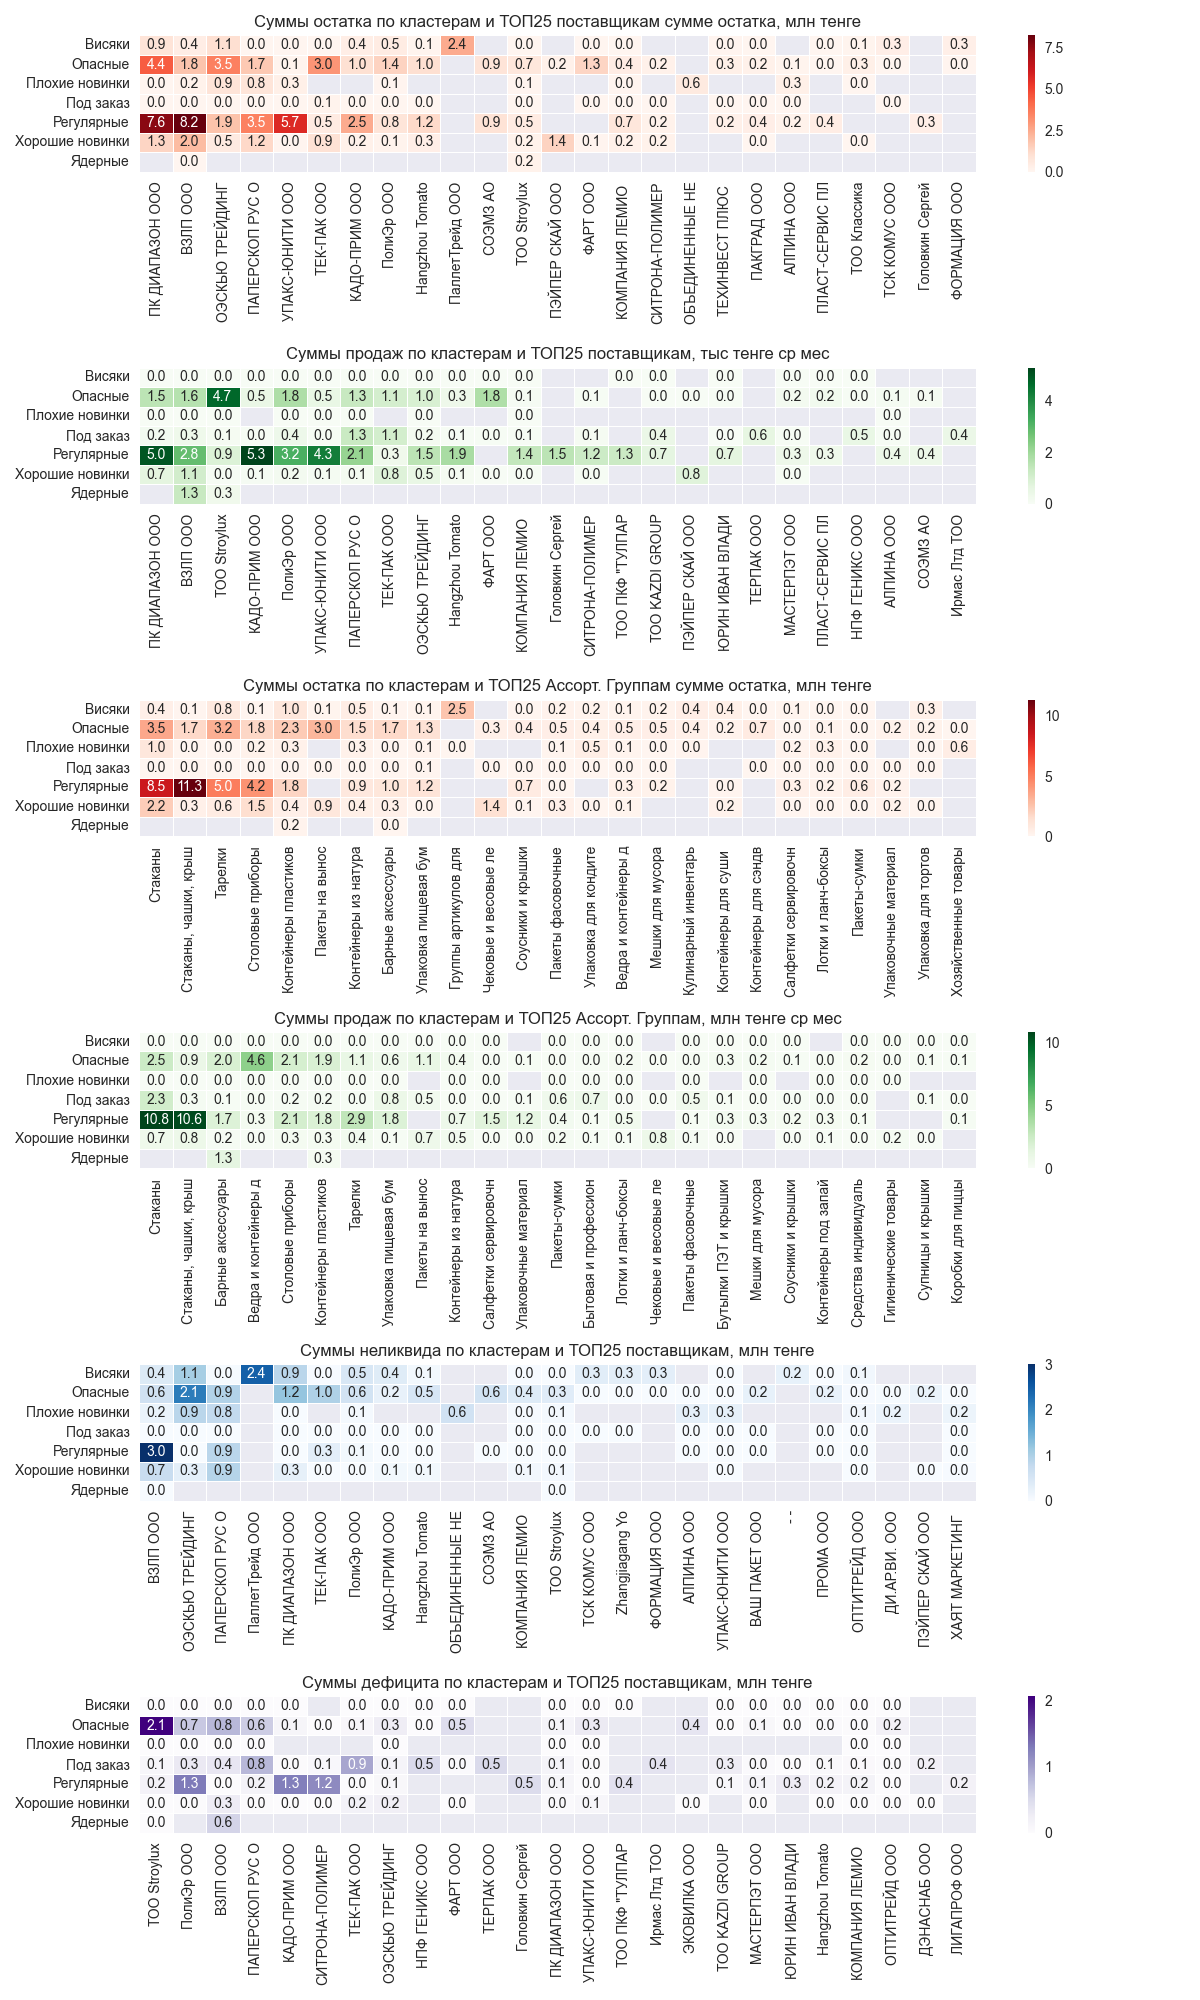 Суммы остатка по кластерам и ТОП25 поставщикам сумме остатка, млн тенге
Висяки 0.9 0.4 1.1 0.0 0.0 0.0 0.4 0.5 0.1 2.4 0.0 0.0 0.0 0.0 0.0 0.0 0.1 0.3 0.3
Опасные 4.4 1.8 3.5 1.7 0.1 3.0 1.0 1.4 1.0 0.9 0.7 0.2 1.3 0.4 0.2 0.3 0.2 0.1 0.0 0.3 0.0 0.0
Плохие новинки 0.0 0.2 0.9 0.8 0.3 0.1 0.1 0.0 0.6 0.3 0.0
Под заказ 0.0 0.0 0.0 0.0 0.0 0.1 0.0 0.0 0.0 0.0 0.0 0.0 0.0 0.0 0.0 0.0 0.0
Регулярные 7.6 8.2 1.9 3.5 5.7 0.5 2.5 0.8 1.2 0.9 0.5 0.7 0.2 0.2 0.4 0.2 0.4 0.3
Хорошие новинки 1.3 2.0 0.5 1.2 0.0 0.9 0.2 0.1 0.3 0.2 1.4 0.1 0.2 0.2 0.0 0.0
Ядерные 0.0 0.2
7.5
5.0
2.5
0.0
ПК ДИАПАЗОН ООО
ВЗЛП ООО
ОЭСКЬЮ ТРЕЙДИНГ
ПАПЕРСКОП РУС О
УПАКС-ЮНИТИ ООО
ТЕК-ПАК ООО
КАДО-ПРИМ ООО
ПолиЭр ООО
Hangzhou Tomato
ПаллетТрейд ООО
СОЭМЗ АО
ТОО Stroylux
ПЭЙПЕР СКАЙ ООО
ФАРТ ООО
КОМПАНИЯ ЛЕМИО
СИТРОНА-ПОЛИМЕР
ОБЪЕДИНЕННЫЕ НЕ
ТЕХИНВЕСТ ПЛЮС
ПАКГРАД ООО
АЛПИНА ООО
ПЛАСТ-СЕРВИС ПЛ
ТОО Классика
ТСК КОМУС ООО
Головкин Сергей
ФОРМАЦИЯ ООО
Суммы продаж по кластерам и ТОП25 поставщикам, тыс тенге ср мес
Висяки 0.0 0.0 0.0 0.0 0.0 0.0 0.0 0.0 0.0 0.0 0.0 0.0 0.0 0.0 0.0 0.0 0.0 0.0
Опасные 1.5 1.6 4.7 0.5 1.8 0.5 1.3 1.1 1.0 0.3 1.8 0.1 0.1 0.0 0.0 0.0 0.2 0.2 0.0 0.1 0.1
Плохие новинки 0.0 0.0 0.0 0.0 0.0 0.0 0.0 0.0 0.0
Под заказ 0.2 0.3 0.1 0.0 0.4 0.0 1.3 1.1 0.2 0.1 0.0 0.1 0.1 0.4 0.0 0.6 0.0 0.5 0.0 0.4
Регулярные 5.0 2.8 0.9 5.3 3.2 4.3 2.1 0.3 1.5 1.9 1.4 1.5 1.2 1.3 0.7 0.7 0.3 0.3 0.4 0.4
Хорошие новинки 0.7 1.1 0.0 0.1 0.2 0.1 0.1 0.8 0.5 0.1 0.0 0.0 0.0 0.8 0.0
Ядерные 1.3 0.3
4
2
0
ПК ДИАПАЗОН ООО
ВЗЛП ООО
ТОО Stroylux
КАДО-ПРИМ ООО
ПолиЭр ООО
УПАКС-ЮНИТИ ООО
ПАПЕРСКОП РУС О
ТЕК-ПАК ООО
ОЭСКЬЮ ТРЕЙДИНГ
Hangzhou Tomato
ФАРТ ООО
КОМПАНИЯ ЛЕМИО
Головкин Сергей
СИТРОНА-ПОЛИМЕР
ТОО ПКФ "ТУЛПАР
ТОО KAZDI GROUP
ПЭЙПЕР СКАЙ ООО
ЮРИН ИВАН ВЛАДИ
ТЕРПАК ООО
МАСТЕРПЭТ ООО
ПЛАСТ-СЕРВИС ПЛ
НПФ ГЕНИКС ООО
АЛПИНА ООО
СОЭМЗ АО
Ирмас Лтд ТОО
Суммы остатка по кластерам и ТОП25 Ассорт. Группам сумме остатка, млн тенге
Висяки 0.4 0.1 0.8 0.1 1.0 0.1 0.5 0.1 0.1 2.5 0.0 0.2 0.2 0.1 0.2 0.4 0.4 0.0 0.1 0.0 0.0 0.3
Опасные 3.5 1.7 3.2 1.8 2.3 3.0 1.5 1.7 1.3 0.3 0.4 0.5 0.4 0.5 0.5 0.4 0.2 0.7 0.0 0.1 0.0 0.2 0.2 0.0
Плохие новинки 1.0 0.0 0.0 0.2 0.3 0.3 0.0 0.1 0.0 0.1 0.5 0.1 0.0 0.0 0.2 0.3 0.0 0.0 0.6
Под заказ 0.0 0.0 0.0 0.0 0.0 0.0 0.0 0.0 0.1 0.0 0.0 0.0 0.0 0.0 0.0 0.0 0.0 0.0 0.0 0.0 0.0
Регулярные 8.5 11.3 5.0 4.2 1.8 0.9 1.0 1.2 0.7 0.0 0.3 0.2 0.0 0.3 0.2 0.6 0.2
Хорошие новинки 2.2 0.3 0.6 1.5 0.4 0.9 0.4 0.3 0.0 1.4 0.1 0.3 0.0 0.1 0.2 0.0 0.0 0.0 0.2 0.0
Ядерные 0.2 0.0
10
5
0
Стаканы
Стаканы, чашки, крыш
Тарелки
Столовые приборы
Контейнеры пластиков
Пакеты на вынос
Контейнеры из натура
Барные аксессуары
Упаковка пищевая бум
Группы артикулов для
Чековые и весовые ле
Соусники и крышки
Пакеты фасовочные
Упаковка для кондите
Ведра и контейнеры д
Мешки для мусора
Кулинарный инвентарь
Контейнеры для суши
Контейнеры для сэндв
Салфетки сервировочн
Лотки и ланч-боксы
Пакеты-сумки
Упаковочные материал
Упаковка для тортов
Хозяйственные товары
Суммы продаж по кластерам и ТОП25 Ассорт. Группам, млн тенге ср мес
Висяки 0.0 0.0 0.0 0.0 0.0 0.0 0.0 0.0 0.0 0.0 0.0 0.0 0.0 0.0 0.0 0.0 0.0 0.0 0.0 0.0 0.0 0.0 0.0
Опасные 2.5 0.9 2.0 4.6 2.1 1.9 1.1 0.6 1.1 0.4 0.0 0.1 0.0 0.0 0.2 0.0 0.0 0.3 0.2 0.1 0.0 0.2 0.0 0.1 0.1
Плохие новинки 0.0 0.0 0.0 0.0 0.0 0.0 0.0 0.0 0.0 0.0 0.0 0.0 0.0 0.0 0.0 0.0 0.0
Под заказ 2.3 0.3 0.1 0.0 0.2 0.2 0.0 0.8 0.5 0.0 0.0 0.1 0.6 0.7 0.0 0.5 0.1 0.0 0.0 0.0 0.0 0.1 0.0
Регулярные 10.8 10.6 1.7 0.3 2.1 1.8 2.9 1.8 0.7 1.5 1.2 0.4 0.1 0.5 0.1 0.3 0.3 0.2 0.3 0.1 0.1
Хорошие новинки 0.7 0.8 0.2 0.0 0.3 0.3 0.4 0.1 0.7 0.5 0.0 0.0 0.2 0.1 0.1 0.8 0.1 0.0 0.0 0.1 0.0 0.2 0.0
Ядерные 1.3 0.3
10
5
0
Стаканы
Стаканы, чашки, крыш
Барные аксессуары
Ведра и контейнеры д
Столовые приборы
Контейнеры пластиков
Тарелки
Упаковка пищевая бум
Пакеты на вынос
Контейнеры из натура
Салфетки сервировочн
Упаковочные материал
Пакеты-сумки
Бытовая и профессион
Лотки и ланч-боксы
Чековые и весовые ле
Пакеты фасовочные
Бутылки ПЭТ и крышки
Мешки для мусора
Соусники и крышки
Контейнеры под запай
Средства индивидуаль
Гигиенические товары
Супницы и крышки
Коробки для пиццы
Суммы неликвида по кластерам и ТОП25 поставщикам, млн тенге
Висяки 0.4 1.1 0.0 2.4 0.9 0.0 0.5 0.4 0.1 0.0 0.0 0.3 0.3 0.3 0.2 0.0 0.1
Опасные 0.6 2.1 0.9 1.2 1.0 0.6 0.2 0.5 0.6 0.4 0.3 0.0 0.0 0.0 0.0 0.0 0.2 0.2 0.0 0.0 0.2 0.0
Плохие новинки 0.2 0.9 0.8 0.0 0.1 0.6 0.0 0.1 0.3 0.3 0.1 0.2 0.2
Под заказ 0.0 0.0 0.0 0.0 0.0 0.0 0.0 0.0 0.0 0.0 0.0 0.0 0.0 0.0 0.0 0.0 0.0 0.0 0.0
Регулярные 3.0 0.0 0.9 0.0 0.3 0.1 0.0 0.0 0.0 0.0 0.0 0.0 0.0 0.0 0.0 0.0
Хорошие новинки 0.7 0.3 0.9 0.3 0.0 0.0 0.1 0.1 0.1 0.1 0.0 0.0 0.0 0.0
Ядерные 0.0 0.0
3
2
1
0
ВЗЛП ООО
ОЭСКЬЮ ТРЕЙДИНГ
ПАПЕРСКОП РУС О
ПаллетТрейд ООО
ПК ДИАПАЗОН ООО
ТЕК-ПАК ООО
ПолиЭр ООО
КАДО-ПРИМ ООО
Hangzhou Tomato
ОБЪЕДИНЕННЫЕ НЕ
СОЭМЗ АО
КОМПАНИЯ ЛЕМИО
ТОО Stroylux
ТСК КОМУС ООО
Zhangjiagang Yo
ФОРМАЦИЯ ООО
АЛПИНА ООО
УПАКС-ЮНИТИ ООО
ВАШ ПАКЕТ ООО
- -
ПРОМА ООО
ОПТИТРЕЙД ООО
ДИ.АРВИ. ООО
ПЭЙПЕР СКАЙ ООО
ХАЯТ МАРКЕТИНГ
Суммы дефицита по кластерам и ТОП25 поставщикам, млн тенге
Висяки 0.0 0.0 0.0 0.0 0.0 0.0 0.0 0.0 0.0 0.0 0.0 0.0 0.0 0.0 0.0 0.0 0.0 0.0
Опасные 2.1 0.7 0.8 0.6 0.1 0.0 0.1 0.3 0.0 0.5 0.1 0.3 0.4 0.0 0.1 0.0 0.0 0.0 0.2
Плохие новинки 0.0 0.0 0.0 0.0 0.0 0.0 0.0 0.0 0.0
Под заказ 0.1 0.3 0.4 0.8 0.0 0.1 0.9 0.1 0.5 0.0 0.5 0.1 0.0 0.4 0.3 0.0 0.0 0.1 0.1 0.0 0.2
Регулярные 0.2 1.3 0.0 0.2 1.3 1.2 0.0 0.1 0.5 0.1 0.0 0.4 0.1 0.1 0.3 0.2 0.2 0.0 0.2
Хорошие новинки 0.0 0.0 0.3 0.0 0.0 0.0 0.2 0.2 0.0 0.0 0.1 0.0 0.0 0.0 0.0 0.0 0.0 0.0
Ядерные 0.0 0.6
2
1
0
ТОО Stroylux
ПолиЭр ООО
ВЗЛП ООО
ПАПЕРСКОП РУС О
КАДО-ПРИМ ООО
СИТРОНА-ПОЛИМЕР
ТЕК-ПАК ООО
ОЭСКЬЮ ТРЕЙДИНГ
НПФ ГЕНИКС ООО
ФАРТ ООО
ТЕРПАК ООО
Головкин Сергей
ПК ДИАПАЗОН ООО
УПАКС-ЮНИТИ ООО
ТОО ПКФ "ТУЛПАР
Ирмас Лтд ТОО
ЭКОВИЛКА ООО
ТОО KAZDI GROUP
МАСТЕРПЭТ ООО
ЮРИН ИВАН ВЛАДИ
Hangzhou Tomato
КОМПАНИЯ ЛЕМИО
ОПТИТРЕЙД ООО
ДЭНАСНАБ ООО
ЛИГАПРОФ ООО